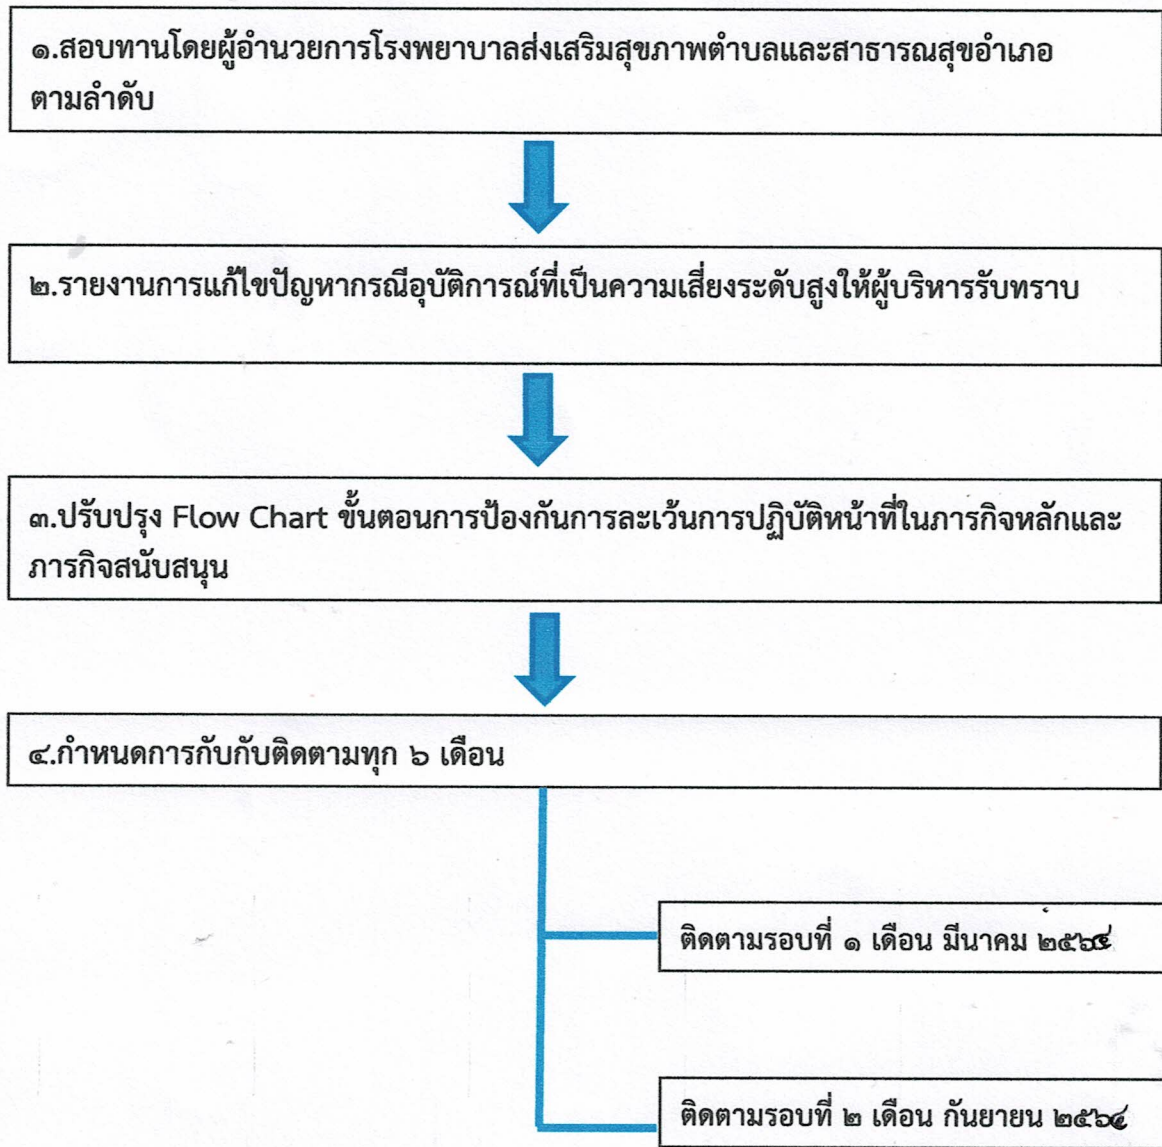 ๑.สอบทานโดยผู้อำนวยการโรงพยาบาลส่งเสริมสุขภาพตำบลและสาธารณสุขอำเภอ
ตามลำดับ
๒.รายงานการแก้ไขปัญหากรณีอุบัติการณ์ที่เป็นความเสี่ยงระดับสูงให้ผู้บริหารรับทราบ
๓.ปรับปรุง Flow Chart ขั้นตอนการป้องกันการละเว้นการปฏิบัติหน้าที่ในภารกิจหลักและ
ภารกิจสนับสนุน
๔.กำหนดการกับกับติดตามทุก ๖ เดือน
ติดตามรอบที่ ๑ เดือน มีนาคม ๒๕๖๔
ติดตามรอบที่ ๒ เดือน กันยายน ๒๕๖๔